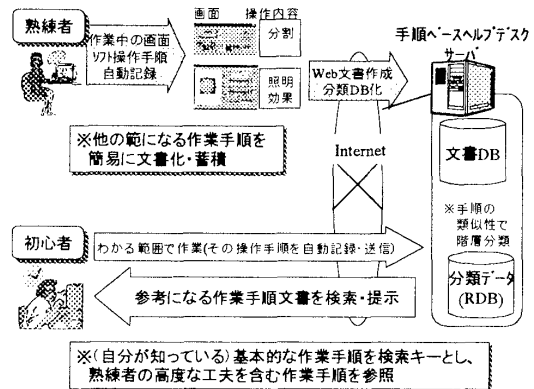 熟練者
作業中の画面
ソフト操作手順
自動記録
画面 操作内容
分割
照明
効果
Web文書作成
分類DB化
手順ベースヘルプデスク
サーバ
※他の範になる作業手順を
簡易に文書化・蓄積
Internet
文書DB
※手順の
類似性で
階層分類
分類データ
(RDB)
初心者
わかる範囲で作業(その操作手順を自動記録・送信)
参考になる作業手順文書を検索・提示
※(自分が知っている)基本的な作業手順を検索キーとし、
熟練者の高度な工夫を含む作業手順を参照